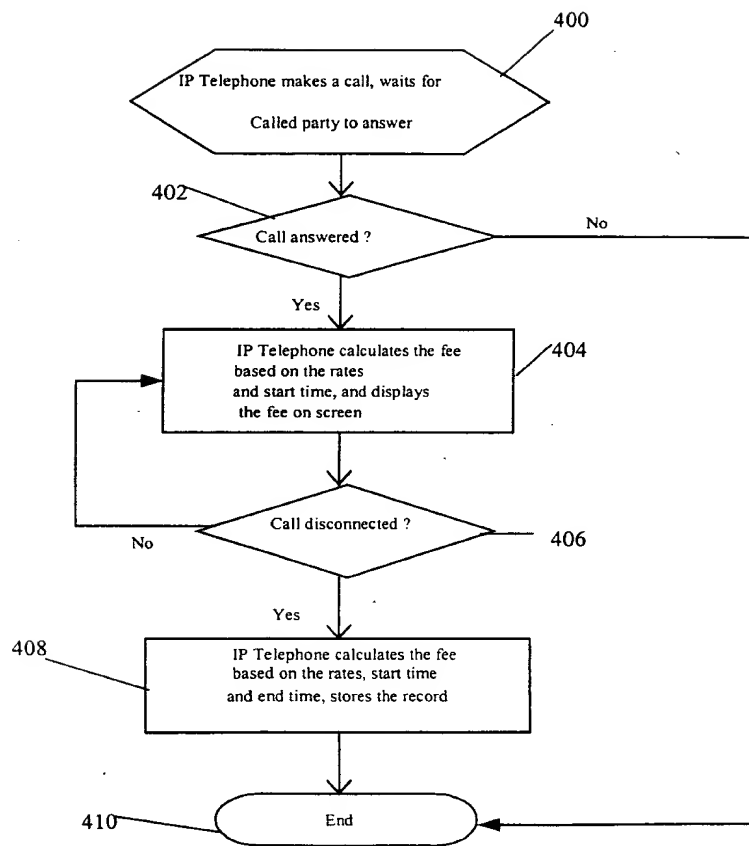 400
IP Telephone makes a call, waits for
Called party to answer
402
Call answered ?
No
Yes
IP Telephone calculates the fee
based on the rates
and start time, and displays
the fee on screen
404
Call disconnected ?
406
No
Yes
408
IP Telephone calculates the fee
based on the rates, start time
and end time, stores the record
End
410